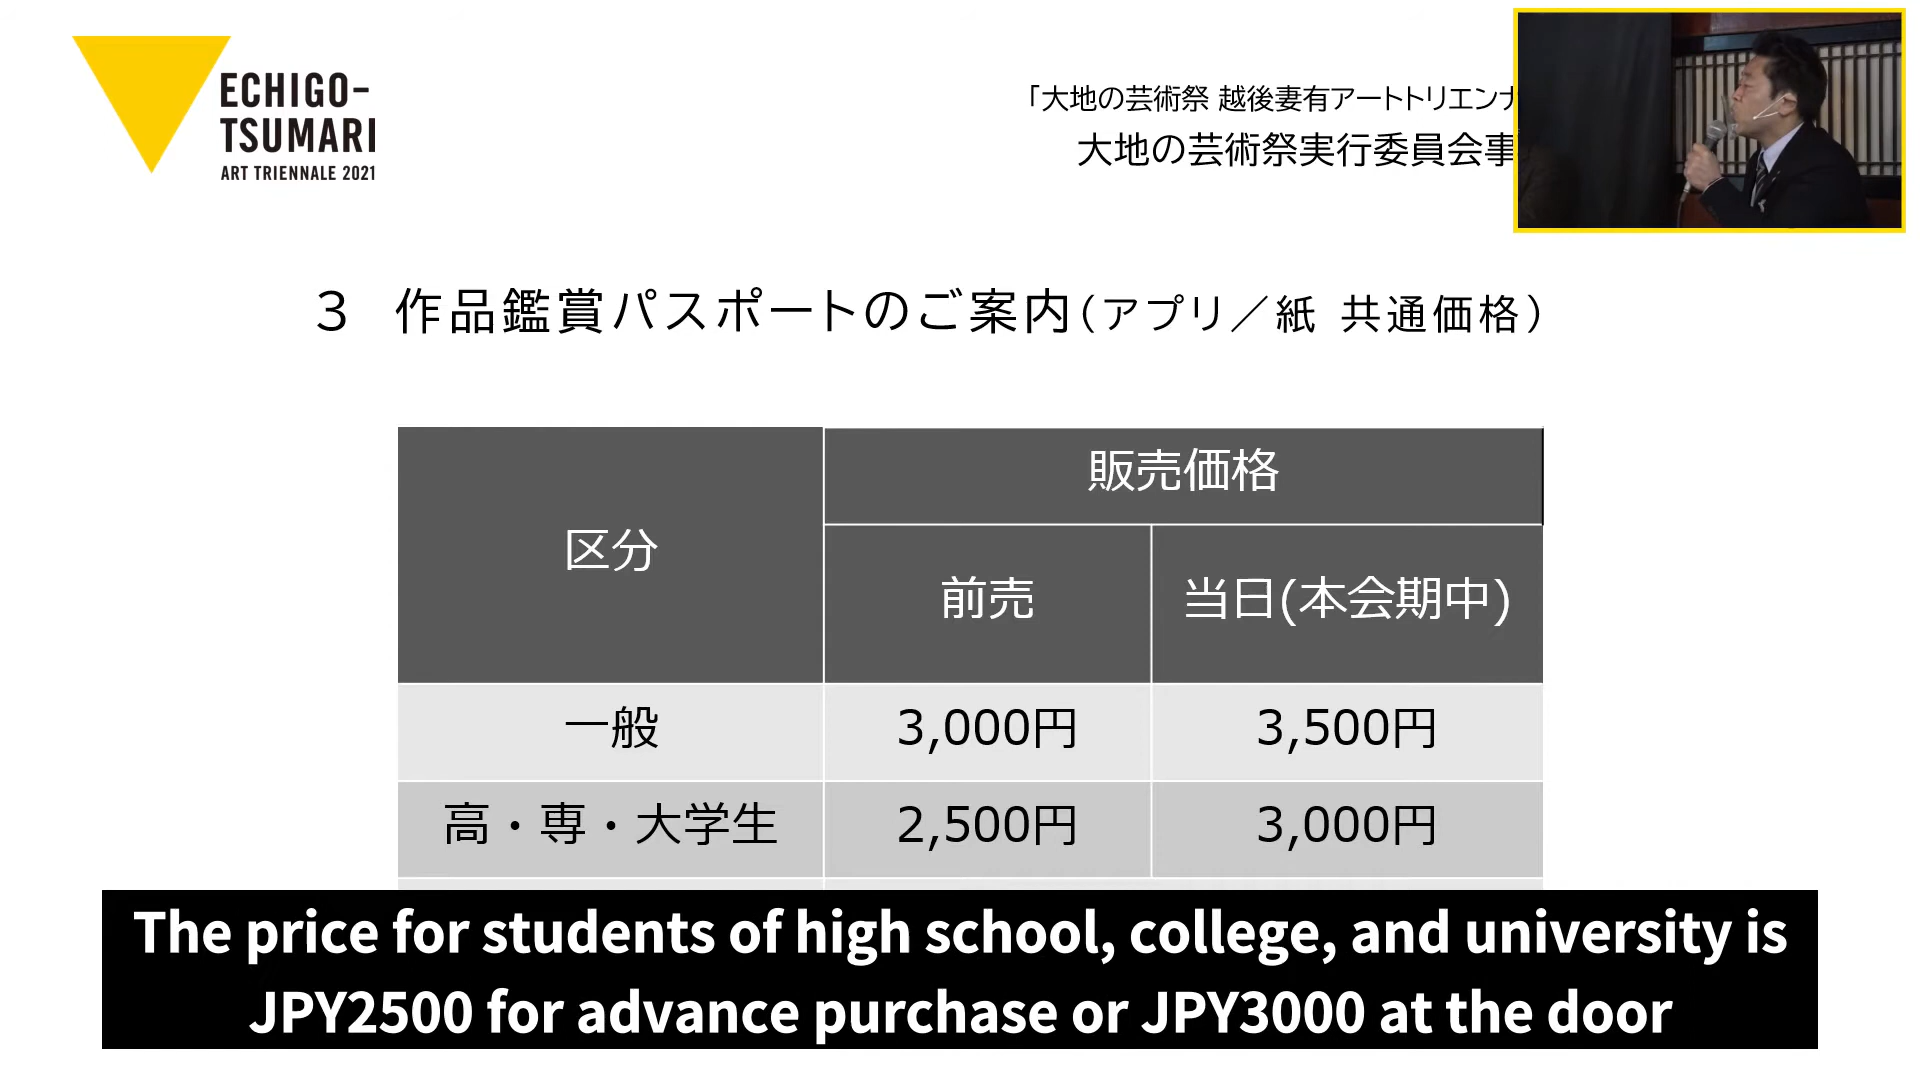 ECHIGO-
TSUMARI
ART TRIENNALE 2021
「大地の芸術祭 越後妻有アートトリエンナ
大地の芸術祭実行委員会事
３ 作品鑑賞パスポートのご案内（アプリ／紙 共通価格）
区分
販売価格
前売
当日(本会期中)
一般
3,000円
3,500円
高・専・大学生
2,500円
3,000円
The price for students of high school, college, and university is
JPY2500 for advance purchase or JPY3000 at the door